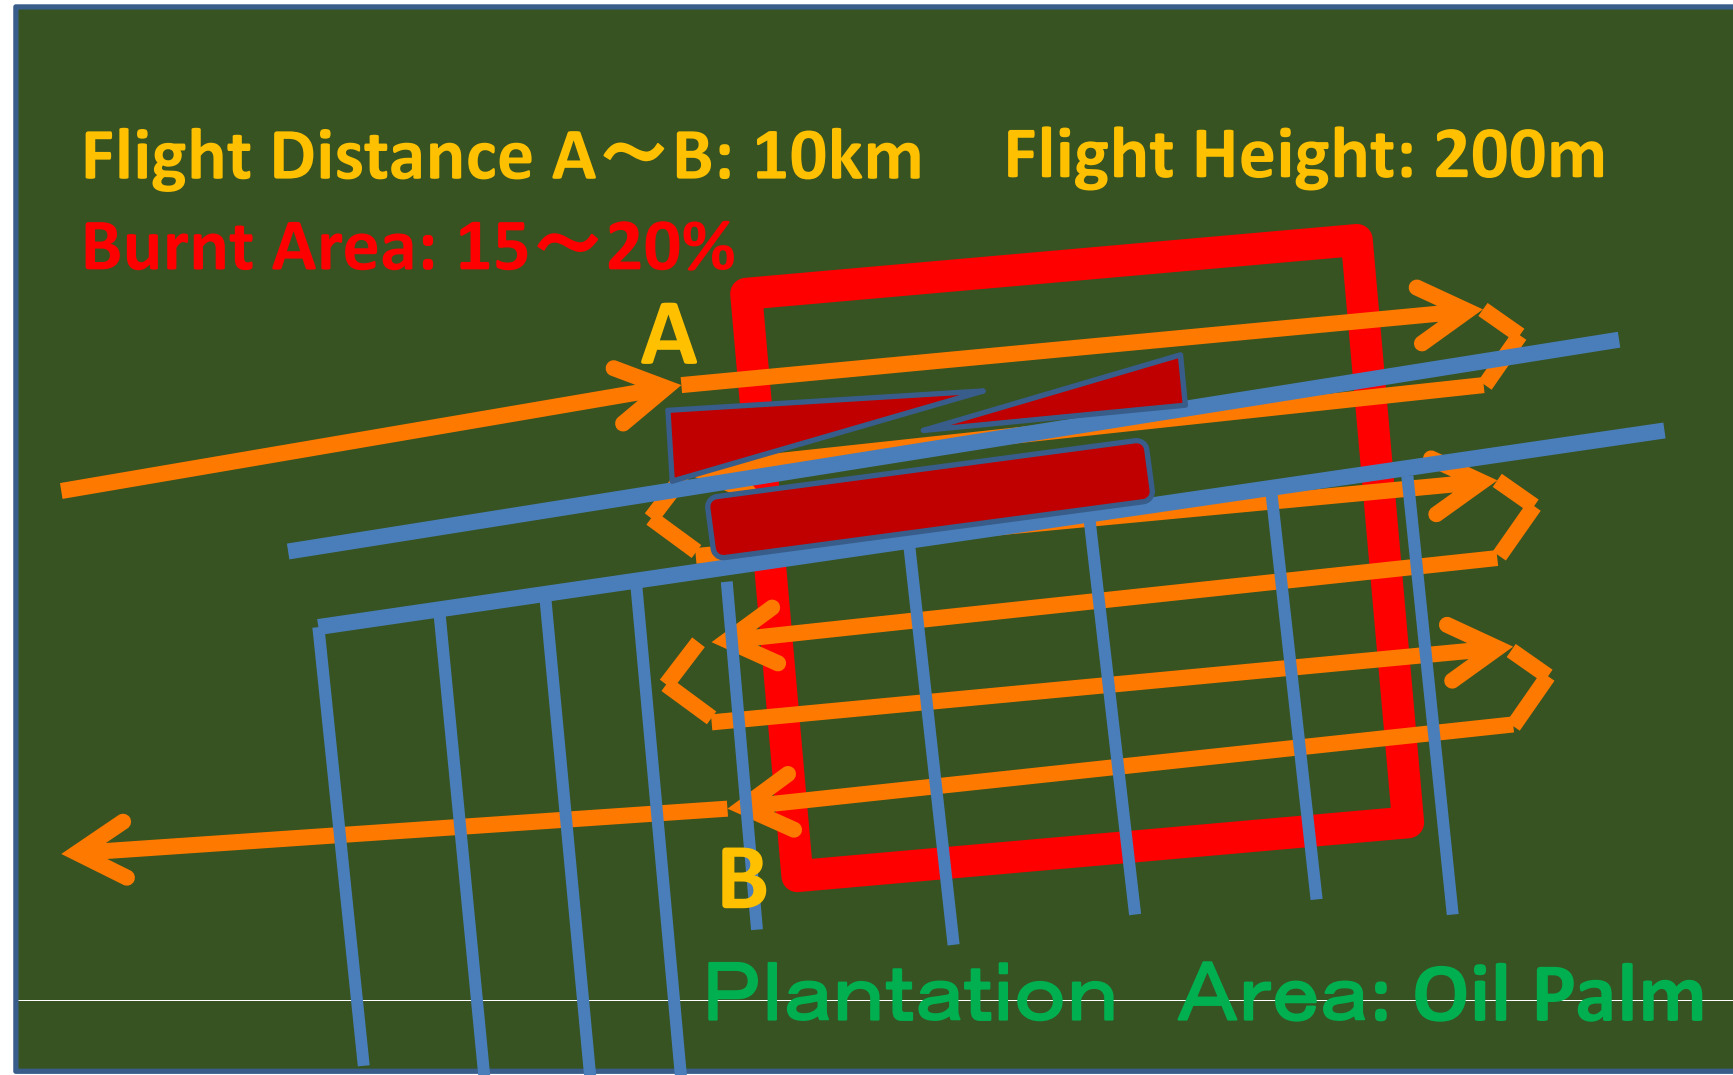 Flight Distance A～B: 10km Flight Height: 200m
Burnt Area: 15～20%
A
B
Plantation Area: Oil Palm